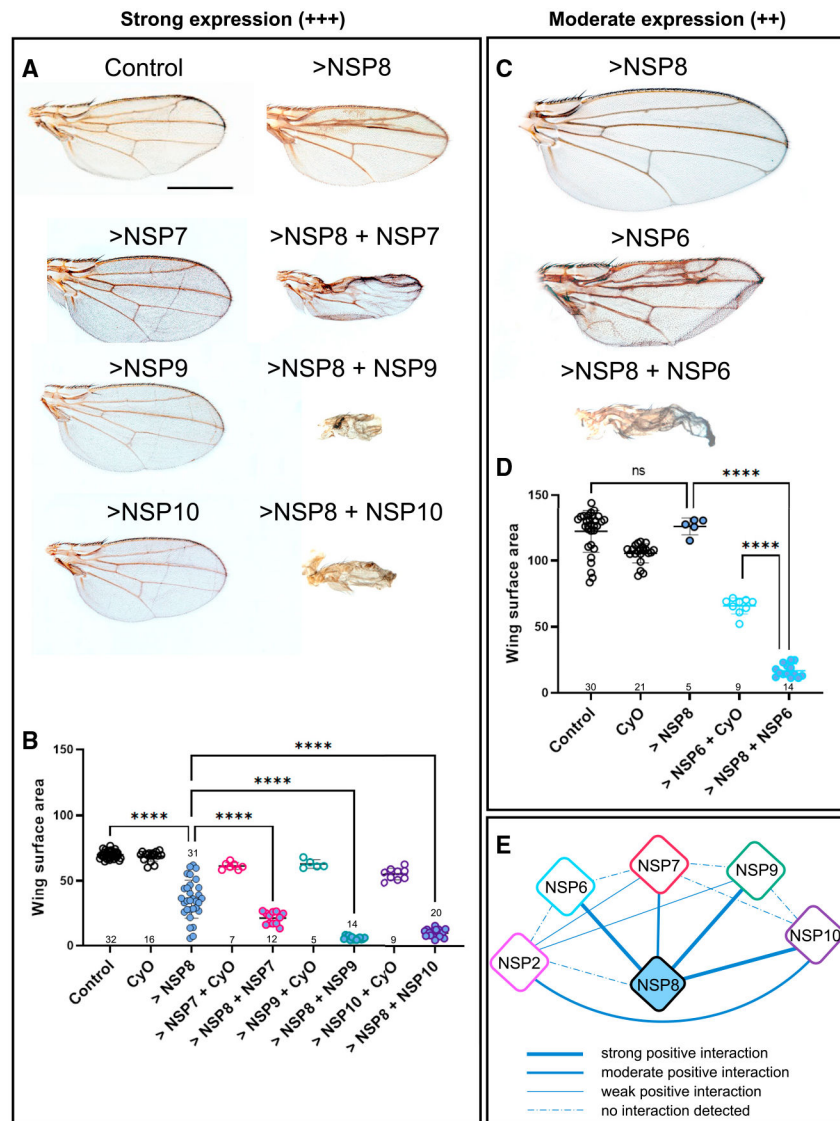 Strong expression (+++)
Moderate expression (++)
A
Control
>NSP8
>NSP7
>NSP8 + NSP7
>NSP9
>NSP8 + NSP9
>NSP10
>NSP8 + NSP10
B
Wing surface area
150
100
50
0
****
****
****
****
32
16
31
7
12
5
14
9
20
Control
CyO
> NSP8
> NSP7 + CyO
> NSP8 + NSP7
> NSP9 + CyO
> NSP8 + NSP9
> NSP10 + CyO
> NSP8 + NSP10
C
>NSP8
>NSP6
>NSP8 + NSP6
D
Wing surface area
150
100
50
0
ns
****
****
30
21
5
9
14
Control
CyO
> NSP8
> NSP6 + CyO
> NSP8 + NSP6
E
NSP7
NSP6
NSP9
NSP10
NSP2
NSP8
strong positive interaction
moderate positive interaction
weak positive interaction
no interaction detected